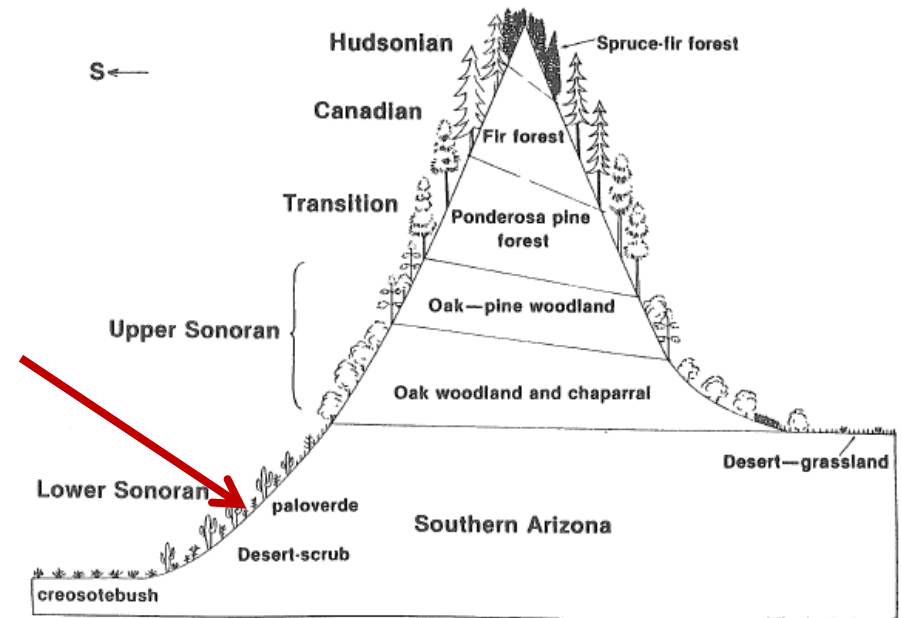 Hudsonian
Spruce-fir forest
S
Canadian
Fir forest
Transition
Ponderosa pine
forest
Oak—pine woodland
Upper Sonoran
Oak woodland and chaparral
Desert—grassland
Lower Sonoran
paloverde
Southern Arizona
Desert-scrub
creosotebush